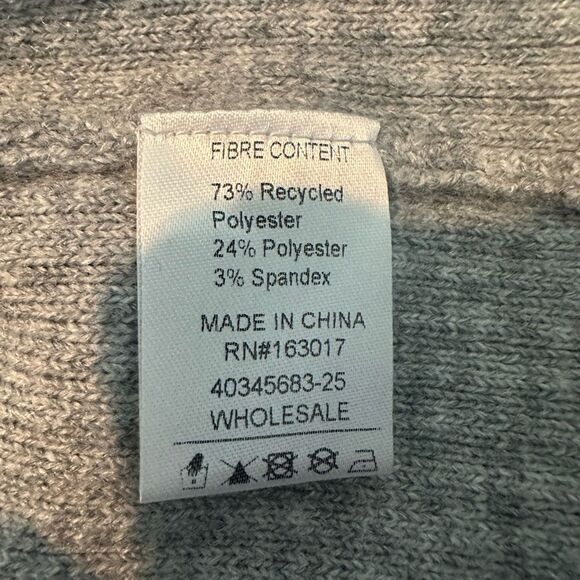 FIBRE CONTENT
73% Recycled
Polyester
24% Polyester
3% Spandex
MADE IN CHINA
RN#163017
40345683-25
WHOLESALE